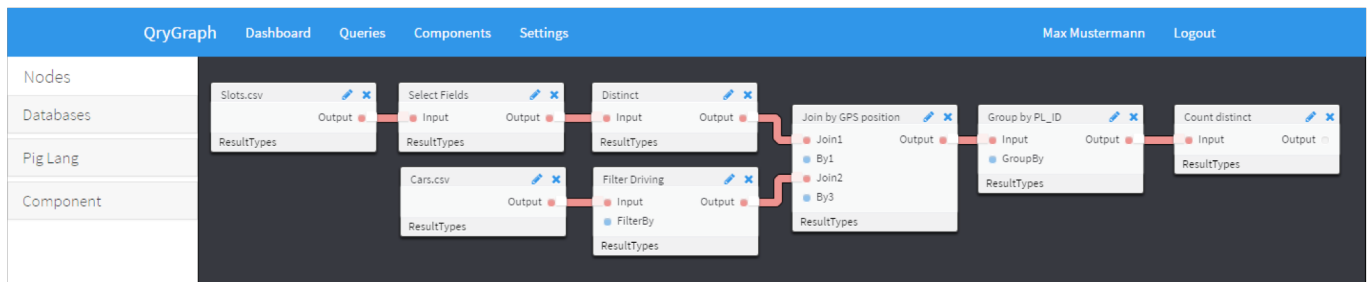 QryGraph Dashboard Queries Components Settings Max Mustermann Logout
Nodes
Databases
Pig Lang
Component
Slots.csv
Output
ResultTypes
Select Fields
Input Output
ResultTypes
Distinct
Input Output
ResultTypes
Cars.csv
Output
ResultTypes
Filter Driving
Input Output
FilterBy
ResultTypes
Join by GPS position
Join1 Output
By1
Join2
By3
ResultTypes
Group by PL_ID
Input Output
GroupBy
ResultTypes
Count distinct
Input Output
ResultTypes